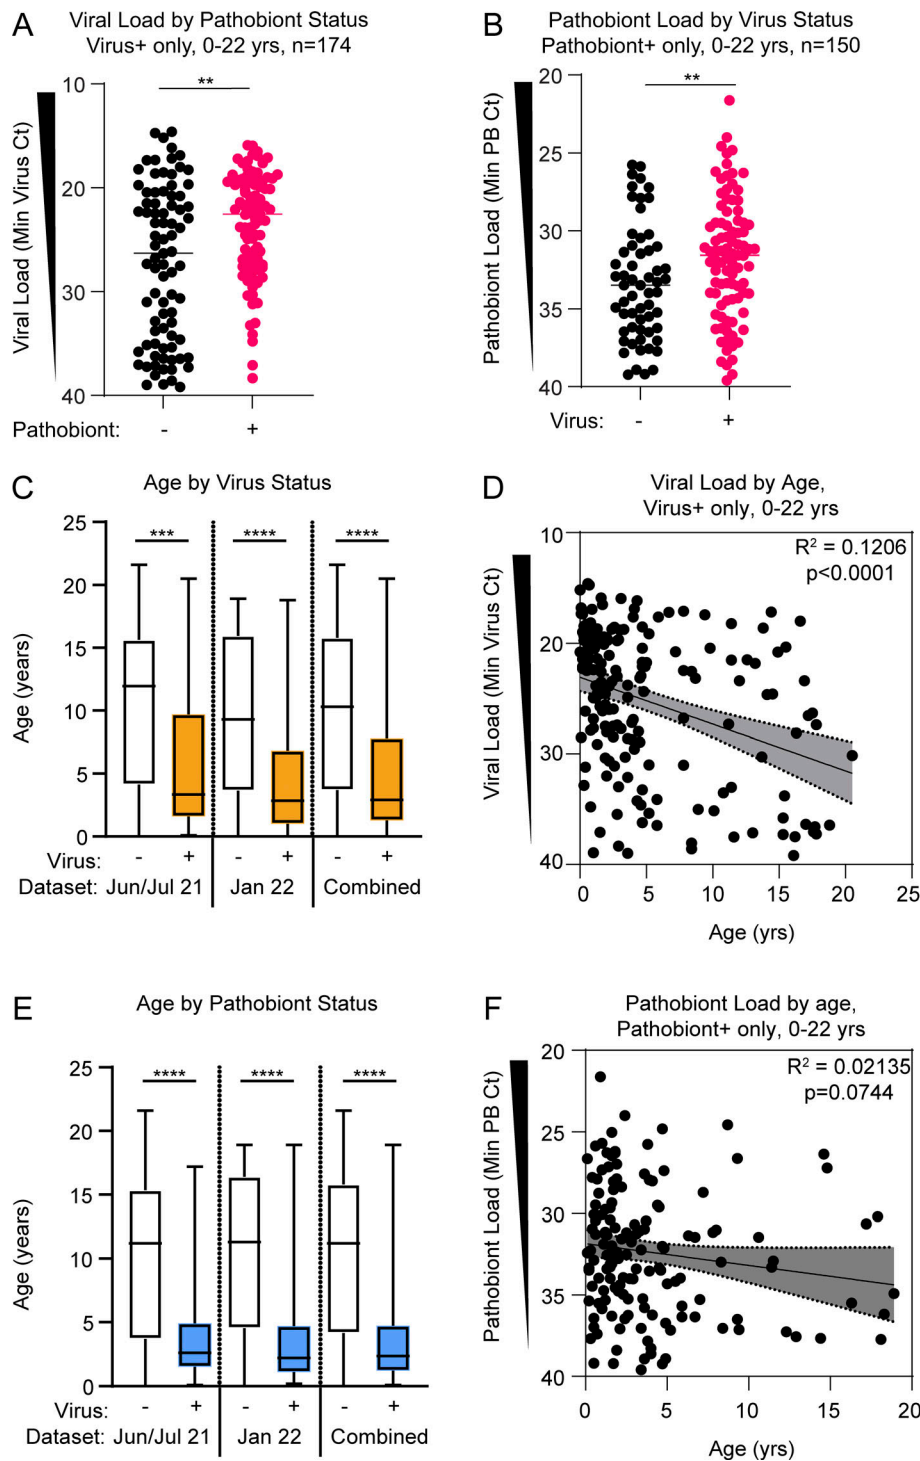 A
Viral Load by Pathobiont Status
Virus+ only, 0-22 yrs, n=174
Viral Load (Min Virus Ct)
10
20
30
40
**
Pathobiont: - +
B
Pathobiont Load by Virus Status
Pathobiont+ only, 0-22 yrs, n=150
Pathobiont Load (Min PB Ct)
20
25
30
35
40
**
Virus: - +
C
Age by Virus Status
Age (years)
25
20
15
10
5
0
*** **** ****
Virus: - + - + - +
Dataset: Jun/Jul 21 Jan 22 Combined
D
Viral Load by Age,
Virus+ only, 0-22 yrs
Viral Load (Min Virus Ct)
10
20
30
40
R² = 0.1206
p<0.0001
0 5 10 15 20 25
Age (yrs)
E
Age by Pathobiont Status
Age (years)
25
20
15
10
5
0
**** **** ****
Virus: - + - + - +
Dataset: Jun/Jul 21 Jan 22 Combined
F
Pathobiont Load by age,
Pathobiont+ only, 0-22 yrs
Pathobiont Load (Min PB Ct)
20
25
30
35
40
R² = 0.02135
p=0.0744
0 5 10 15 20
Age (yrs)